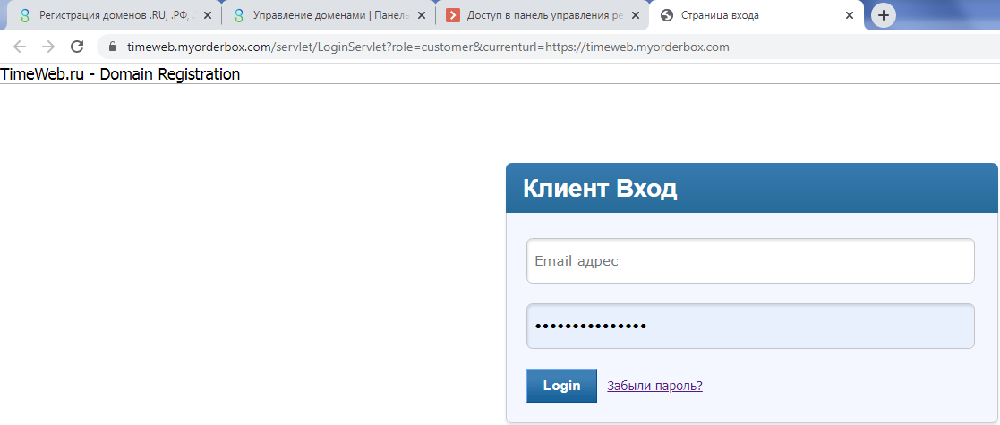 Регистрация доменов .RU, .РФ,
Управление доменами | Панель
Доступ в панель управления ре
Страница входа
timeweb.myorderbox.com/servlet/LoginServlet?role=customer&currenturl=https://timeweb.myorderbox.com
TimeWeb.ru - Domain Registration
Клиент Вход
Email адрес
•••••••••••••••
Login
Забыли пароль?